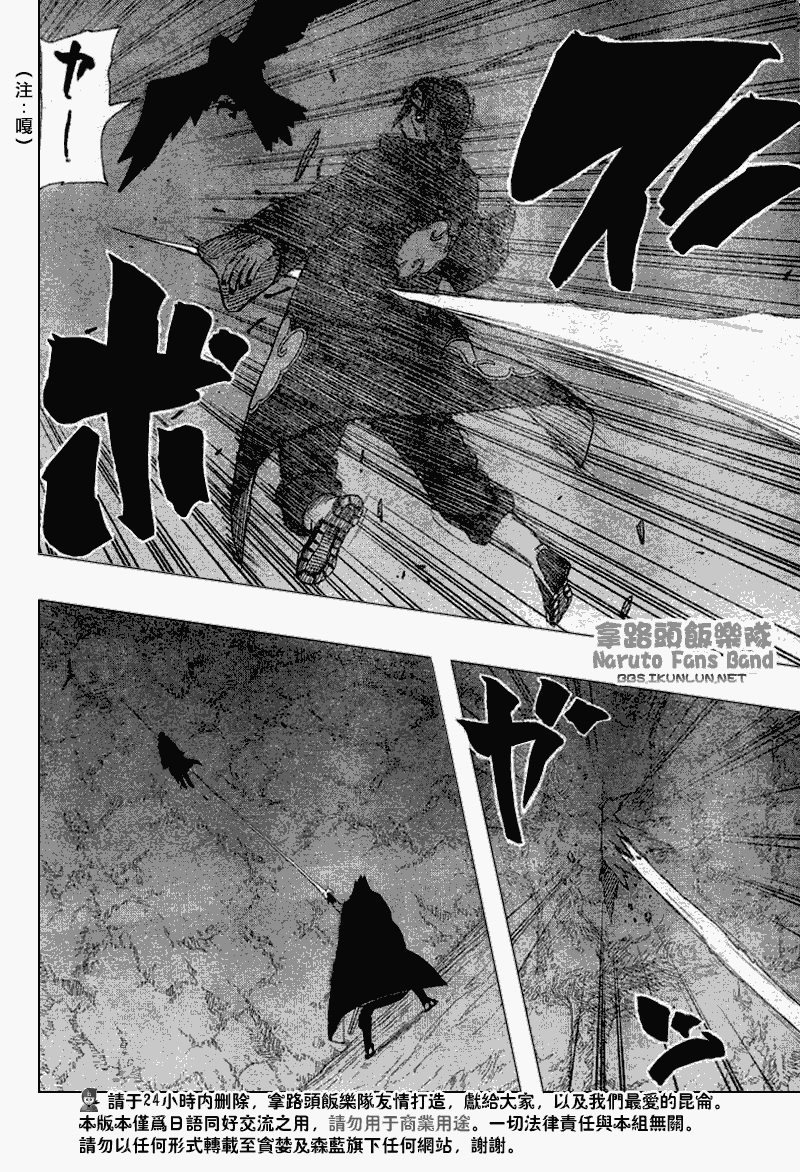 カー
(注：嘎)
ズボ
拿路頭飯樂隊
Naruto Fans Band
BBS.IKUNLUN.NET
ガッ
請于24小時内删除，拿路頭飯樂隊友情打造，獻給大家，以及我們最愛的昆侖。
本版本僅爲日語同好交流之用，請勿用于商業用途。一切法律責任與本組無關。
請勿以任何形式轉載至貪婪及森藍旗下任何網站，謝謝。